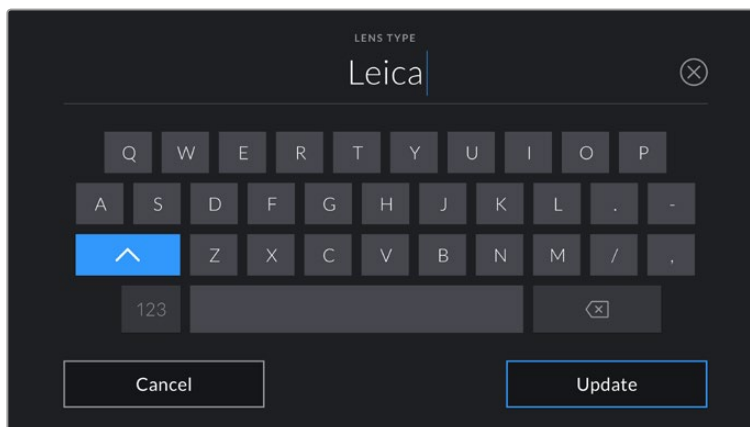 LENS TYPE
Leica
Q W E R T Y U I O P
A S D F G H J K L . -
Z X C V B N M / ,
123
Cancel Update